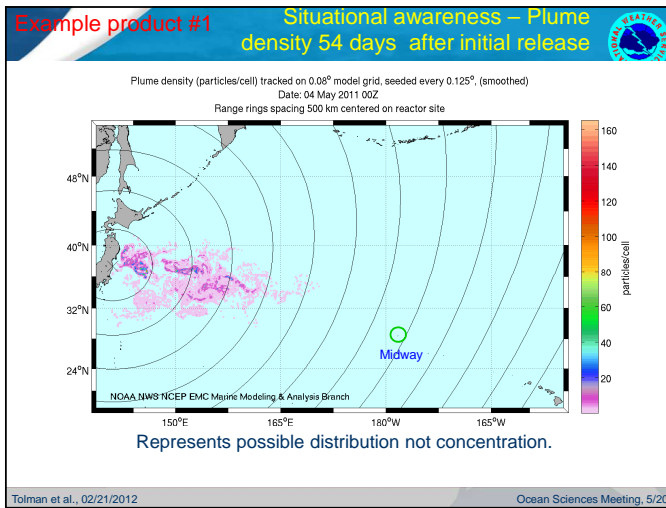 Example product #1
Situational awareness – Plume
density 54 days after initial release
Plume density (particles/cell) tracked on 0.08⁰ model grid, seeded every 0.125⁰, (smoothed)
Date: 04 May 2011 00Z
Range rings spacing 500 km centered on reactor site
48°N
40°N
32°N
24°N
150°E
165°E
180°W
165°W
Midway
NOAA NWS NCEP EMC Marine Modeling & Analysis Branch
160
140
120
100
80
60
40
20
particles/cell
Represents possible distribution not concentration.
Tolman et al., 02/21/2012
Ocean Sciences Meeting, 5/20